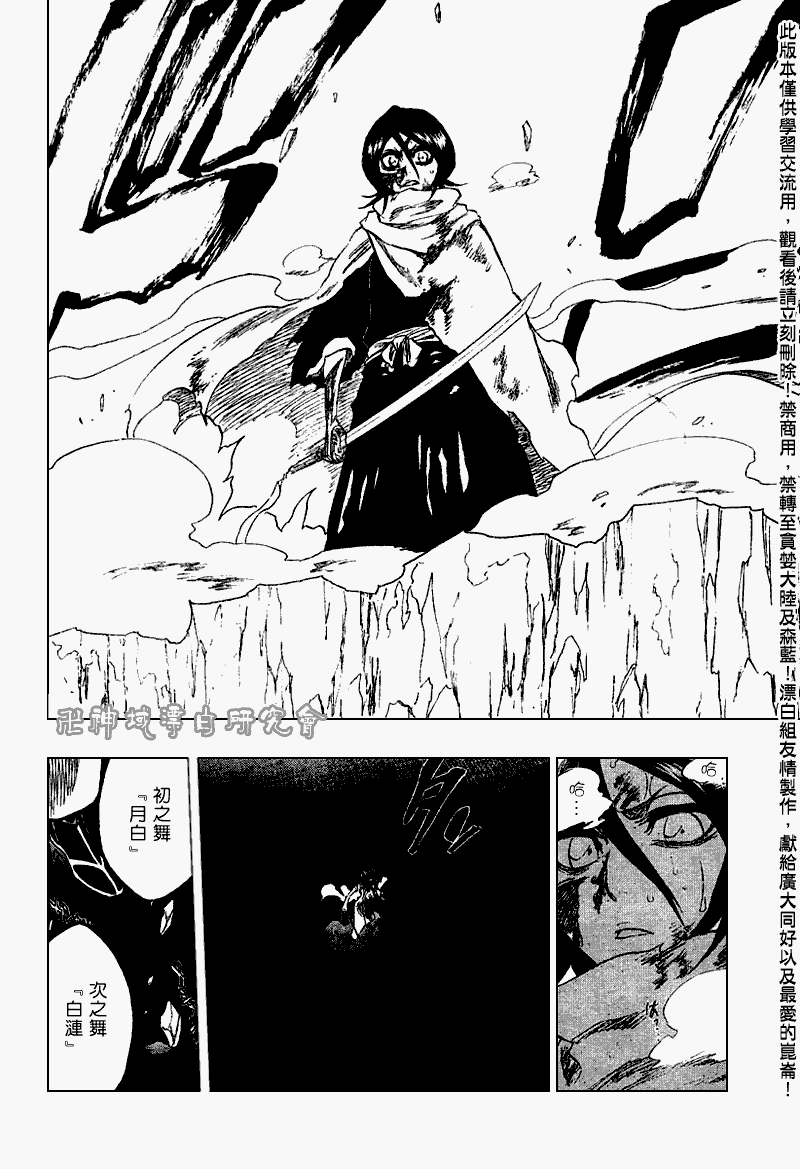 此版本僅供學習交流用，觀看後請立刻刪除！禁商用，禁轉至貪婪大陸及森藍！漂白組友情製作，獻給廣大同好以及最愛的崑崙！
卍神域漂白研究會
哈
哈…
は？
初之舞
『月白』
次之舞
『白漣』